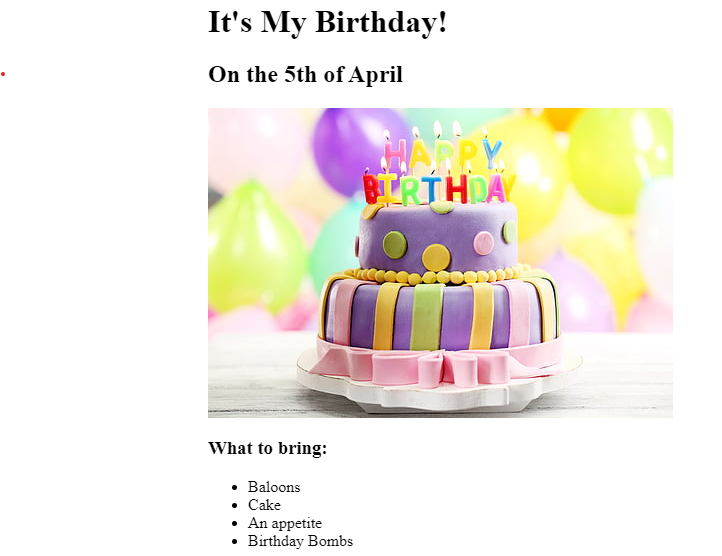 It's My Birthday!
On the 5th of April
HAPPY
BIRTHDAY
What to bring:
Baloons
Cake
An appetite
Birthday Bombs